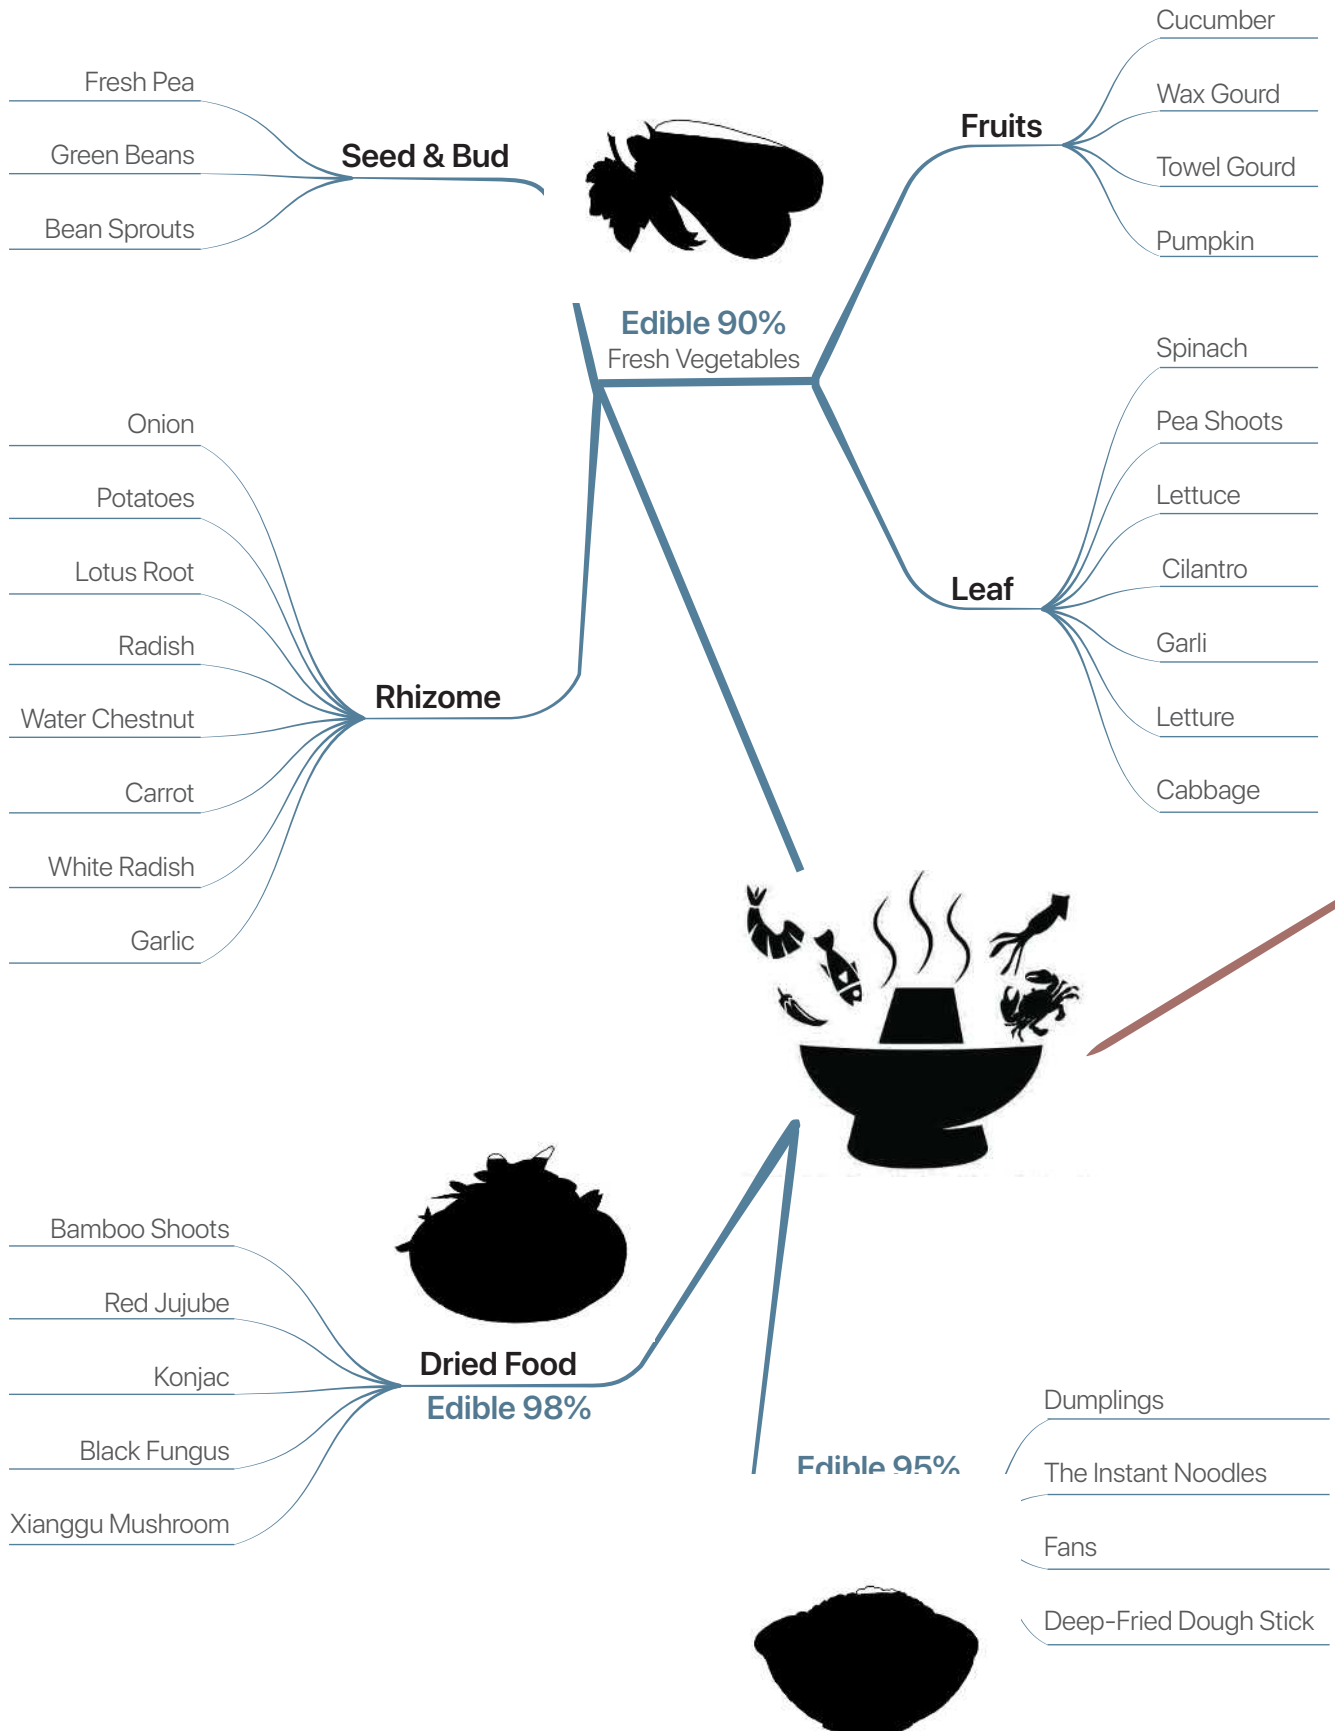 Fresh Pea
Green Beans
Bean Sprouts
Seed & Bud
Edible 90%
Fresh Vegetables
Fruits
Cucumber
Wax Gourd
Towel Gourd
Pumpkin
Leaf
Spinach
Pea Shoots
Lettuce
Cilantro
Garli
Letture
Cabbage
Onion
Potatoes
Lotus Root
Radish
Water Chestnut
Carrot
White Radish
Garlic
Rhizome
Bamboo Shoots
Red Jujube
Konjac
Black Fungus
Xianggu Mushroom
Dried Food
Edible 98%
Edible 95%
Dumplings
The Instant Noodles
Fans
Deep-Fried Dough Stick